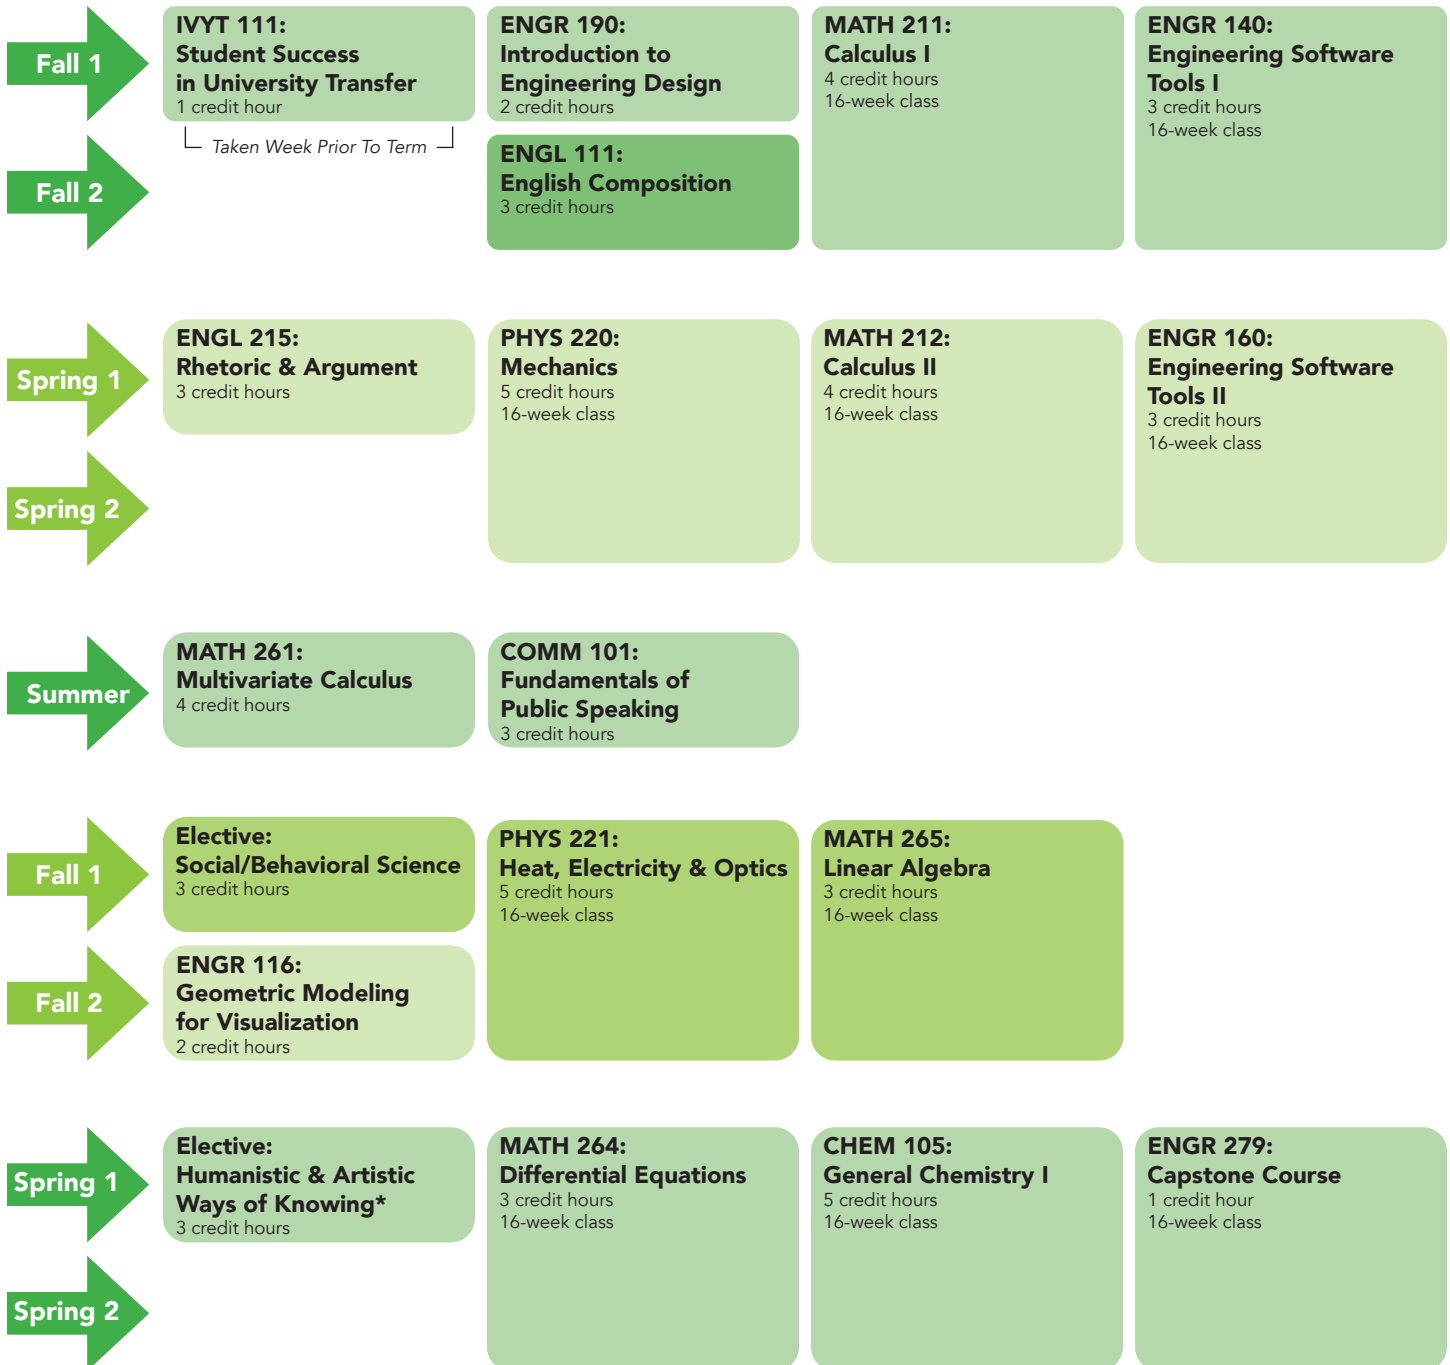 Fall 1
IVYT 111:
Student Success
in University Transfer
1 credit hour
Taken Week Prior To Term
ENGR 190:
Introduction to
Engineering Design
2 credit hours
MATH 211:
Calculus I
4 credit hours
16-week class
ENGR 140:
Engineering Software
Tools I
3 credit hours
16-week class
Fall 2
ENGL 111:
English Composition
3 credit hours
Spring 1
ENGL 215:
Rhetoric & Argument
3 credit hours
PHYS 220:
Mechanics
5 credit hours
16-week class
MATH 212:
Calculus II
4 credit hours
16-week class
ENGR 160:
Engineering Software
Tools II
3 credit hours
16-week class
Spring 2
Summer
MATH 261:
Multivariate Calculus
4 credit hours
COMM 101:
Fundamentals of
Public Speaking
3 credit hours
Fall 1
Elective:
Social/Behavioral Science
3 credit hours
PHYS 221:
Heat, Electricity & Optics
5 credit hours
16-week class
MATH 265:
Linear Algebra
3 credit hours
16-week class
Fall 2
ENGR 116:
Geometric Modeling
for Visualization
2 credit hours
Spring 1
Elective:
Humanistic & Artistic
Ways of Knowing*
3 credit hours
MATH 264:
Differential Equations
3 credit hours
16-week class
CHEM 105:
General Chemistry I
5 credit hours
16-week class
ENGR 279:
Capstone Course
1 credit hour
16-week class
Spring 2